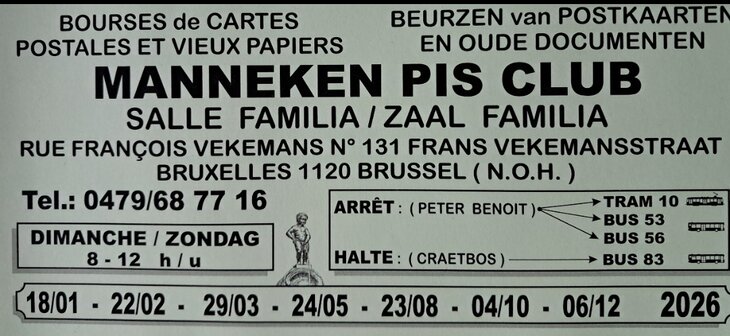 BOURSES de CARTES
POSTALES ET VIEUX PAPIERS
BEURZEN van POSTKAARTEN
EN OUDE DOCUMENTEN
MANNEKEN PIS CLUB
SALLE FAMILIA / ZAAL FAMILIA
RUE FRANÇOIS VEKEMANS N° 131 FRANS VEKEMANSSTRAAT
BRUXELLES 1120 BRUSSEL ( N.O.H. )
Tel.: 0479/68 77 16
DIMANCHE / ZONDAG
8 - 12 h / u
ARRÊT : ( PETER BENOIT )
TRAM 10
BUS 53
BUS 56
HALTE : ( CRAETBOS )
BUS 83
18/01 - 22/02 - 29/03 - 24/05 - 23/08 - 04/10 - 06/12 2026